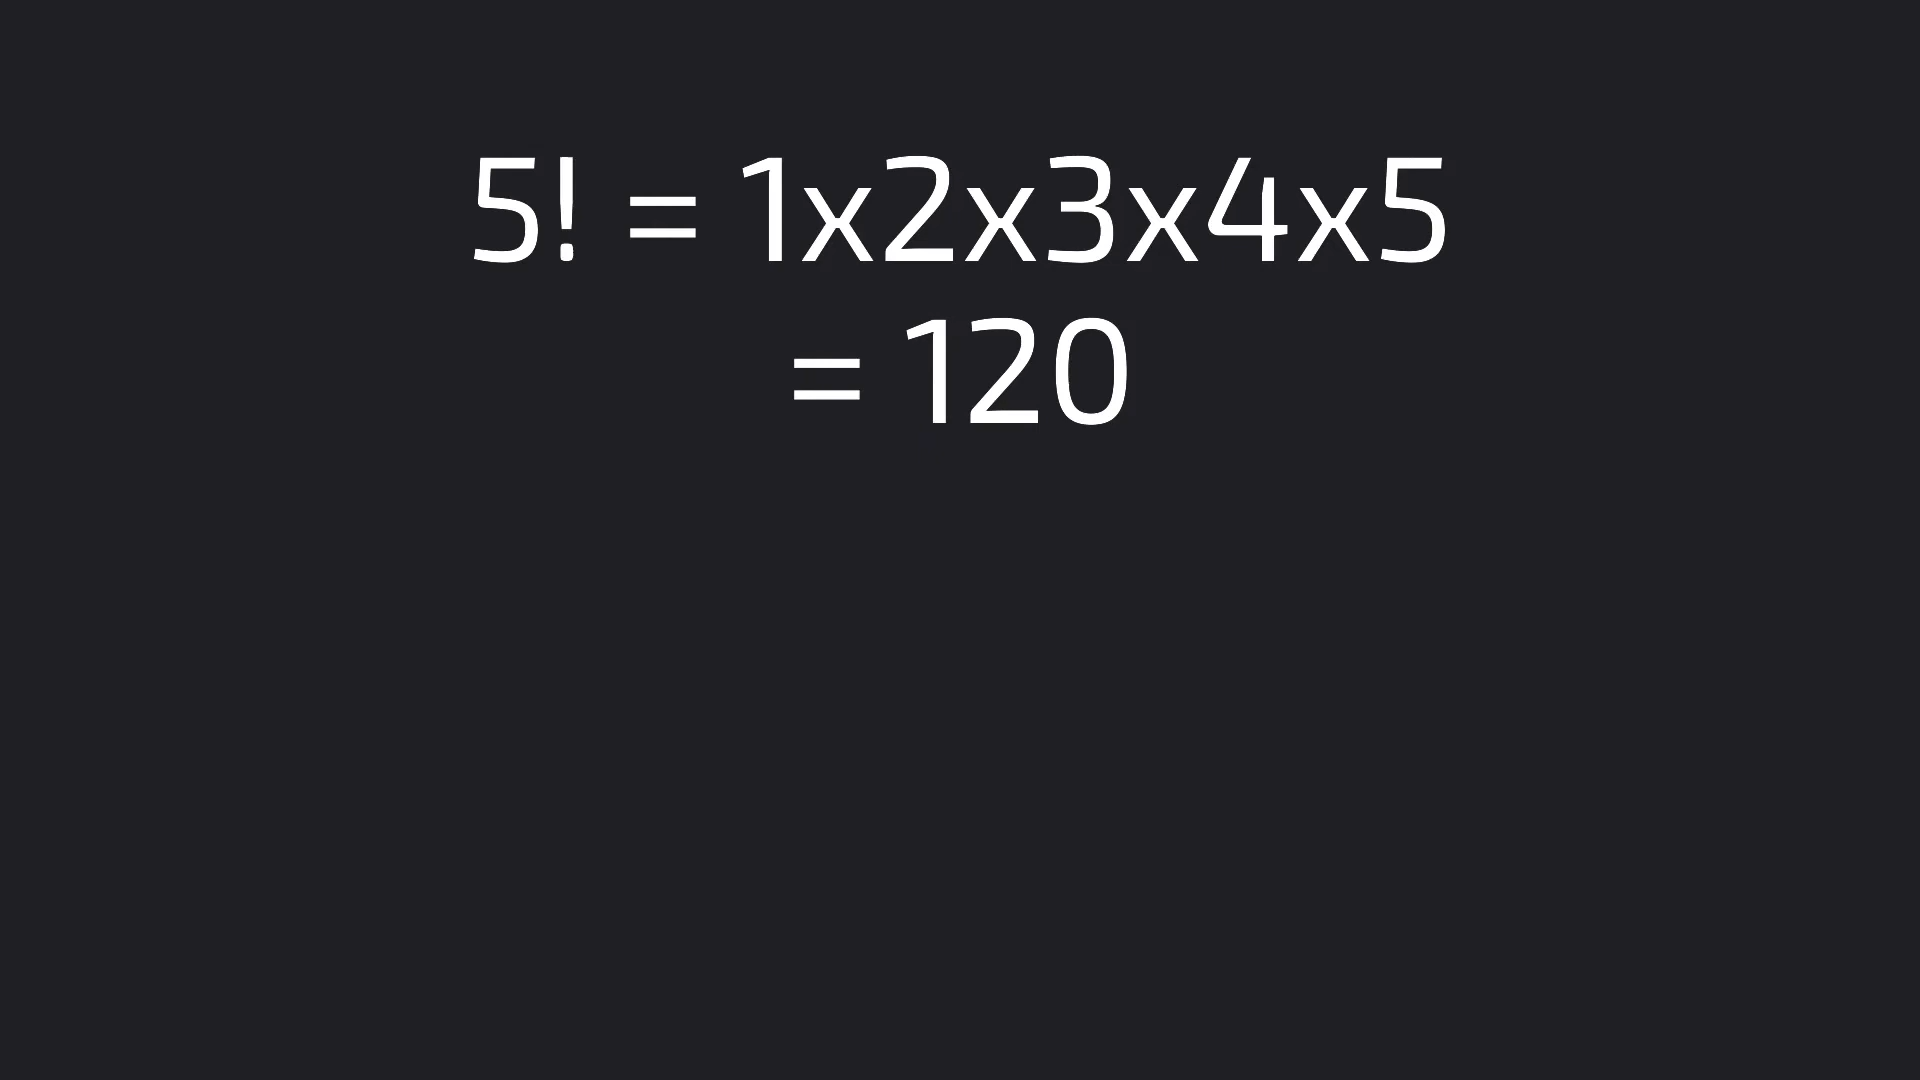 5! = 1x2x3x4x5
= 120